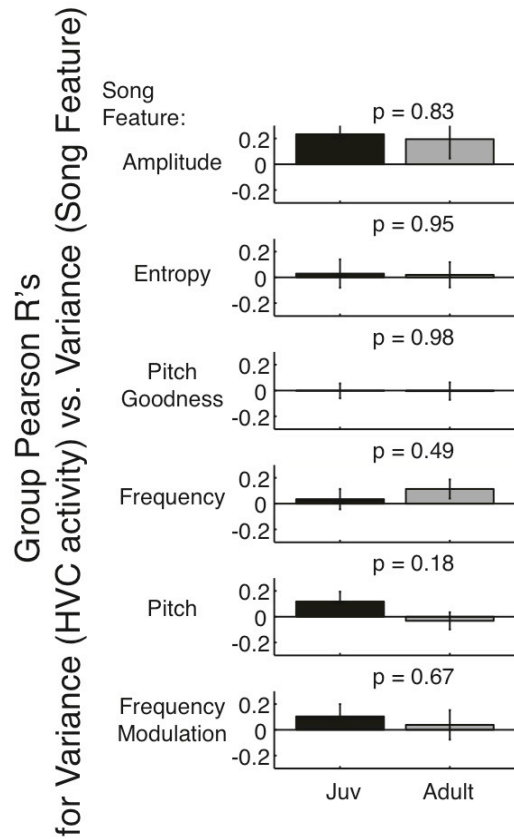 Group Pearson R's
for Variance (HVC activity) vs. Variance (Song Feature)
Song
Feature:
p = 0.83
Amplitude
0.2
0
-0.2
p = 0.95
Entropy
0.2
0
-0.2
p = 0.98
Pitch
Goodness
0.2
0
-0.2
p = 0.49
Frequency
0.2
0
-0.2
p = 0.18
Pitch
0.2
0
-0.2
p = 0.67
Frequency
Modulation
0.2
0
-0.2
Juv Adult